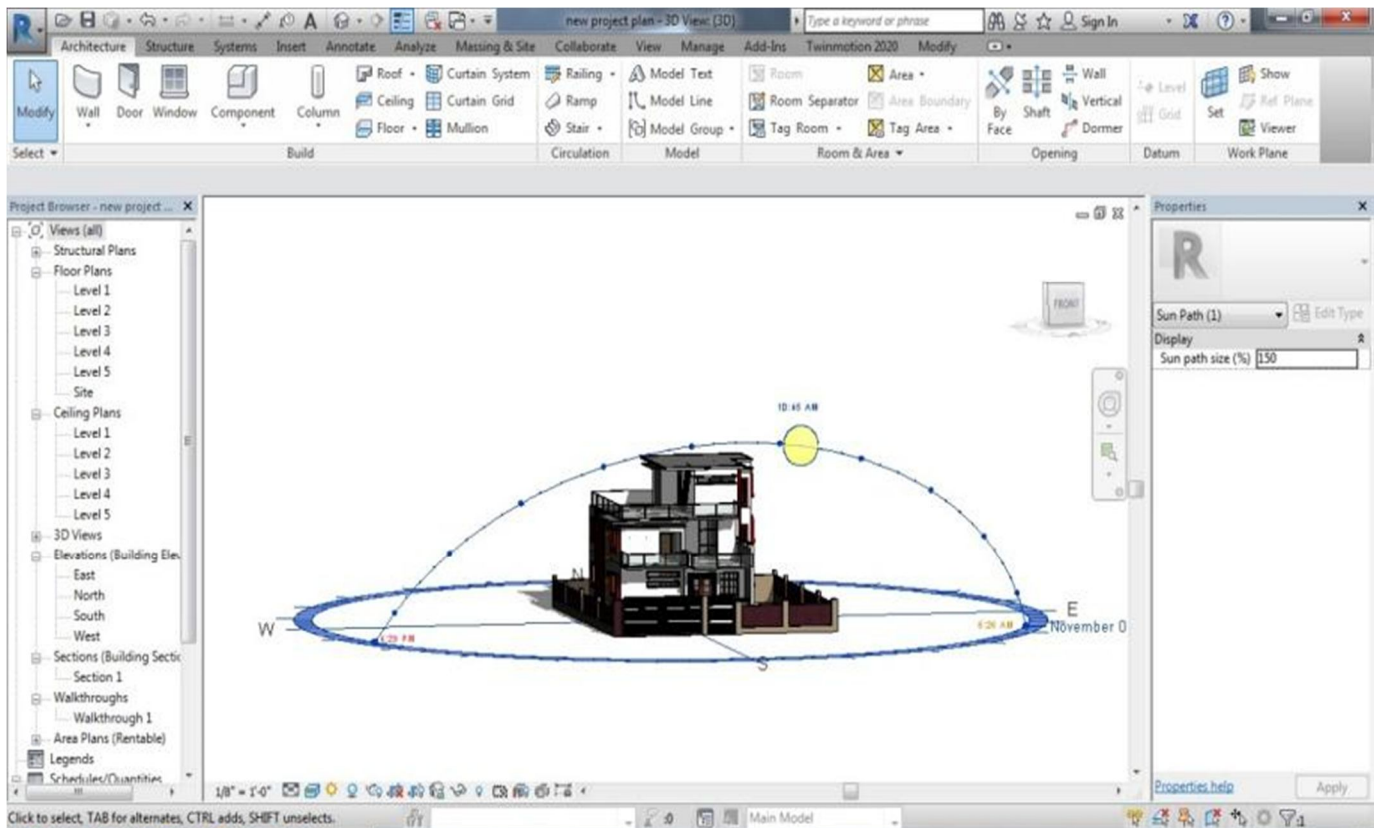 new project plan - 3D View: {3D}
Type a keyword or phrase
Sign In
Architecture Structure Systems Insert Annotate Analyze Massing & Site Collaborate View Manage Add-Ins Twinmotion 2020 Modify
Modify
Wall
Door
Window
Component
Column
Roof
Ceiling
Floor
Curtain System
Curtain Grid
Mullion
Railing
Ramp
Stair
Model Text
Model Line
Model Group
Room
Room Separator
Tag Room
Area
Area Boundary
Tag Area
By Face
Shaft
Wall
Vertical
Dormer
Level
Grid
Set
Show
Ref Plane
Viewer
Select
Build
Circulation
Model
Room & Area
Opening
Datum
Work Plane
Project Browser - new project ...
Views (all)
Structural Plans
Floor Plans
Level 1
Level 2
Level 3
Level 4
Level 5
Site
Ceiling Plans
Level 1
Level 2
Level 3
Level 4
Level 5
3D Views
Elevations (Building Ele
East
North
South
West
Sections (Building Sectic
Section 1
Walkthroughs
Walkthrough 1
Area Plans (Rentable)
Legends
Schedules/Quantities
FRONT
10:45 AM
N
W
E
S
6:26 AM
November 0
Properties
R
Sun Path (1)
Edit Type
Display
Sun path size (%) 150
Properties help
Apply
1/8" = 1'-0"
Click to select, TAB for alternates, CTRL adds, SHIFT unselects.
:0
Main Model
:1